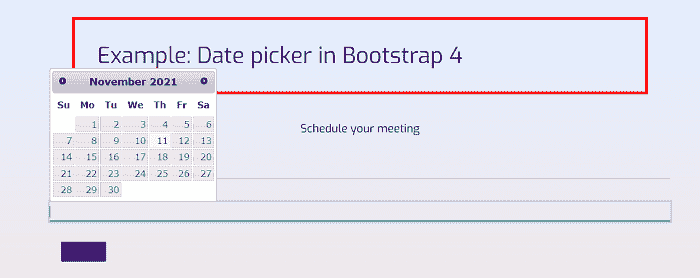 Example: Date picker in Bootstrap 4
November 2021
Su Mo Tu We Th Fr Sa
1 2 3 4 5 6
7 8 9 10 11 12 13
14 15 16 17 18 19 20
21 22 23 24 25 26 27
28 29 30
Schedule your meeting